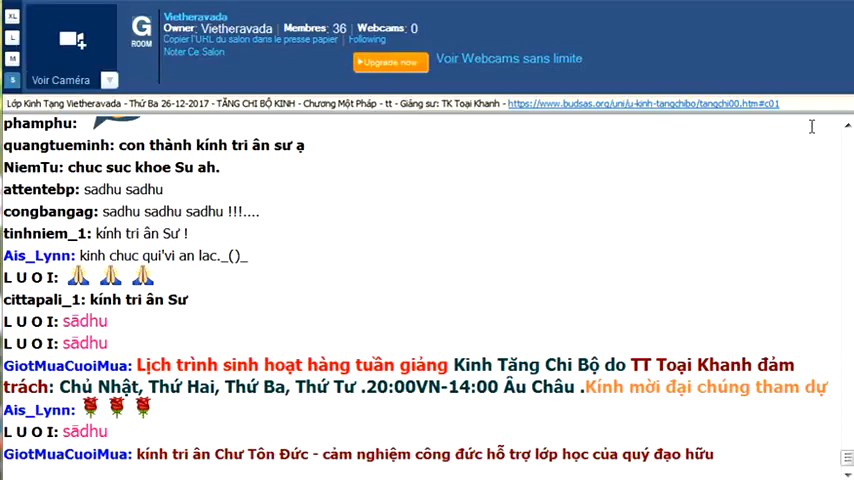 XL
L
M
S
Voir Caméra
G
ROOM
Vietheravada
Owner: Vietheravada Membres: 36 Webcams: 0
Copier l'URL du salon dans le presse papier | Following
Noter Ce Salon
Upgrade now
Voir Webcams sans limite
Lớp Kinh Tạng Vietheravada - Thứ Ba 26-12-2017 - TĂNG CHI BỘ KINH - Chương Một Pháp - tt - Giảng sư: TK Toại Khanh - https://www.budsas.org/uni/u-kinh-tangchibo/tangchi00.htm#c01
phamphu:
quangtueminh: con thành kính tri ân sư ạ
NiemTu: chuc suc khoe Su ah.
attentebp: sadhu sadhu
congbangag: sadhu sadhu sadhu !!!....
tinhniem_1: kính tri ân Sư !
Ais_Lynn: kinh chuc qui'vi an lac._()_
L U O I:
cittapali_1: kính tri ân Sư
L U O I: sādhu
L U O I: sādhu
GiotMuaCuoiMua: Lịch trình sinh hoạt hàng tuần giảng Kinh Tăng Chi Bộ do TT Toại Khanh đảm
trách: Chủ Nhật, Thứ Hai, Thứ Ba, Thứ Tư .20:00VN-14:00 Âu Châu .Kính mời đại chúng tham dự
Ais_Lynn:
L U O I: sādhu
GiotMuaCuoiMua: kính tri ân Chư Tôn Đức - cảm nghiệm công đức hỗ trợ lớp học của quý đạo hữu